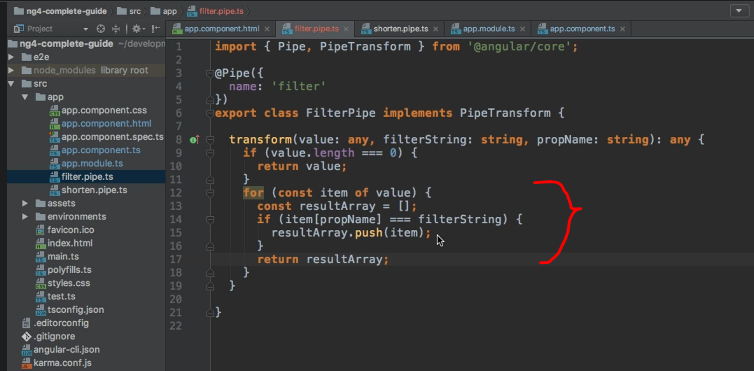 ng4-complete-guide src app filter.pipe.ts
Project app.component.html filter.pipe.ts shorten.pipe.ts app.module.ts app.component.ts
ng4-complete-guide ~/developm
e2e
node_modules library root
src
app
app.component.css
app.component.html
app.component.spec.ts
app.component.ts
app.module.ts
filter.pipe.ts
shorten.pipe.ts
assets
environments
favicon.ico
index.html
main.ts
polyfills.ts
styles.css
test.ts
tsconfig.json
.editorconfig
.gitignore
angular-cli.json
karma.conf.js
1 import { Pipe, PipeTransform } from '@angular/core';
2
3 @Pipe({
4 name: 'filter'
5 })
6 export class FilterPipe implements PipeTransform {
7
8 transform(value: any, filterString: string, propName: string): any {
9 if (value.length === 0) {
10 return value;
11 }
12 for (const item of value) {
13 const resultArray = [];
14 if (item[propName] === filterString) {
15 resultArray.push(item);
16 }
17 return resultArray;
18 }
19 }
20
21 }
22